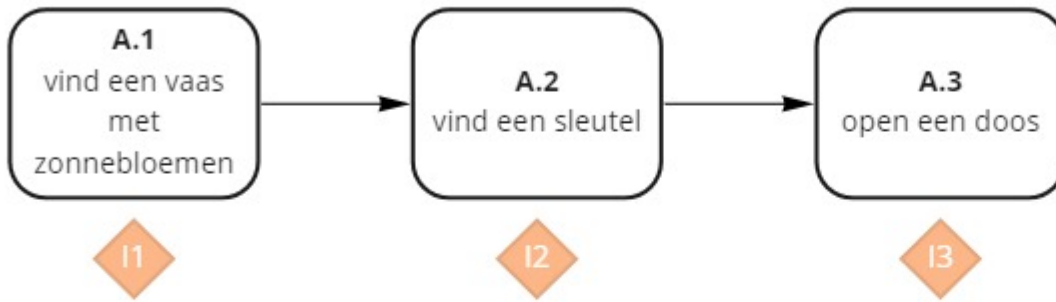 A.1
vind een vaas
met
zonnebloemen
A.2
vind een sleutel
A.3
open een doos
I1
I2
I3